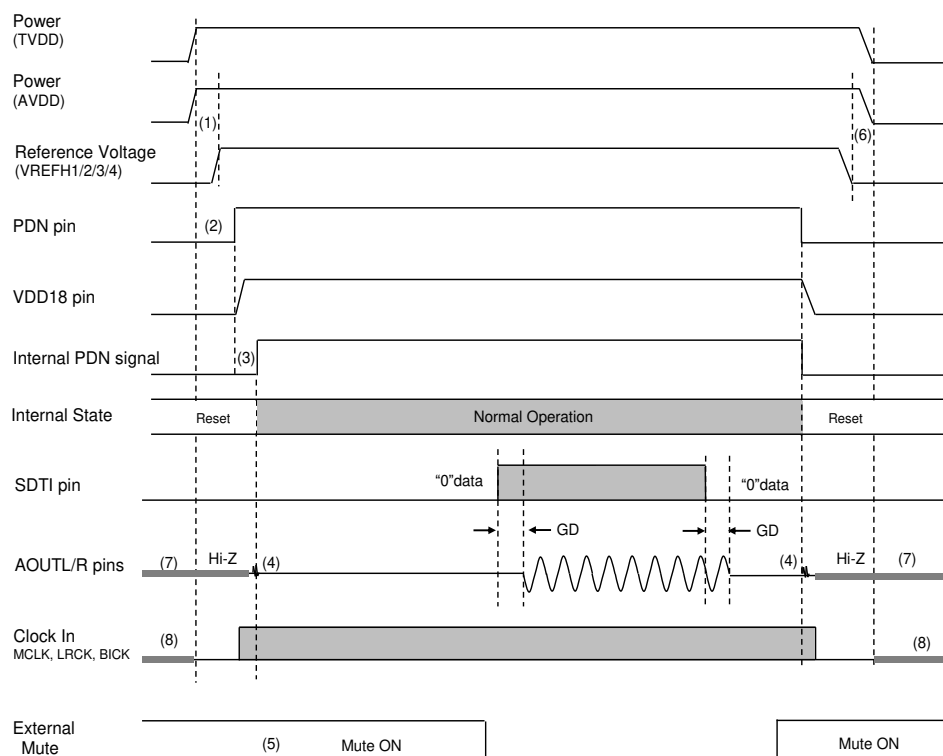 Power
(TVDD)
Power
(AVDD)
(1)
(6)
Reference Voltage
(VREFH1/2/3/4)
PDN pin
(2)
VDD18 pin
Internal PDN signal
(3)
Internal State
Reset
Normal Operation
Reset
SDTI pin
“0”data
“0”data
GD
GD
AOUTL/R pins
(7)
Hi-Z
(4)
(4)
Hi-Z
(7)
Clock In
MCLK, LRCK, BICK
(8)
(8)
External
Mute
(5)
Mute ON
Mute ON